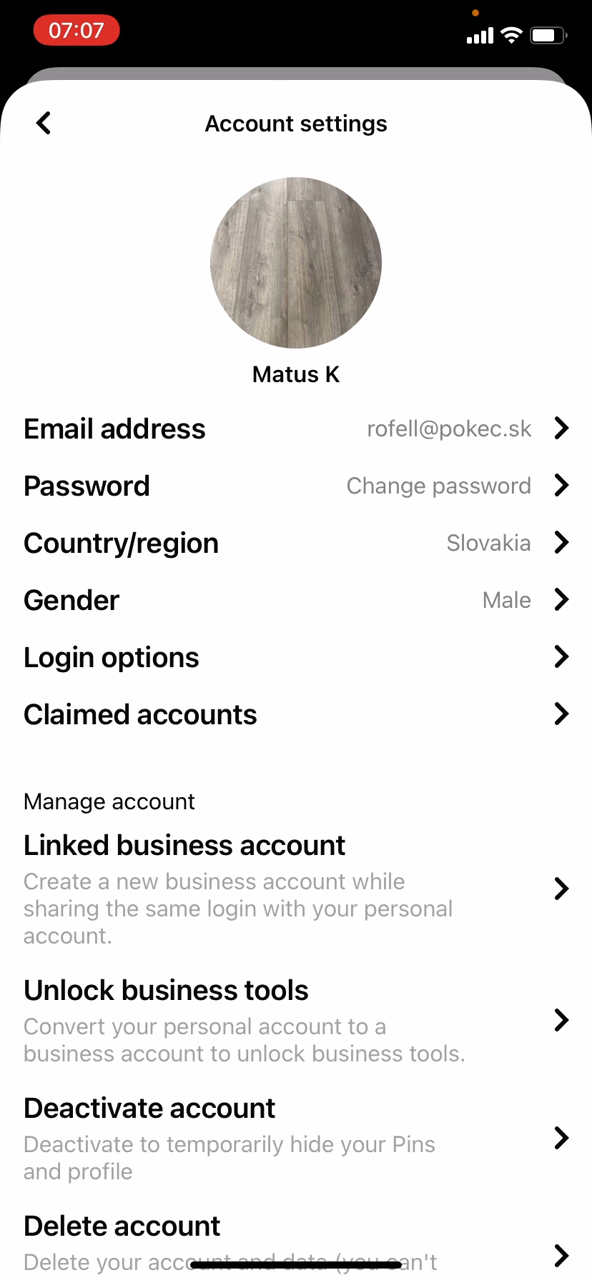 07:07
Account settings
Matus K
Email address rofell@pokec.sk
Password Change password
Country/region Slovakia
Gender Male
Login options
Claimed accounts
Manage account
Linked business account
Create a new business account while
sharing the same login with your personal
account.
Unlock business tools
Convert your personal account to a
business account to unlock business tools.
Deactivate account
Deactivate to temporarily hide your Pins
and profile
Delete account
Delete your account and data (you can't